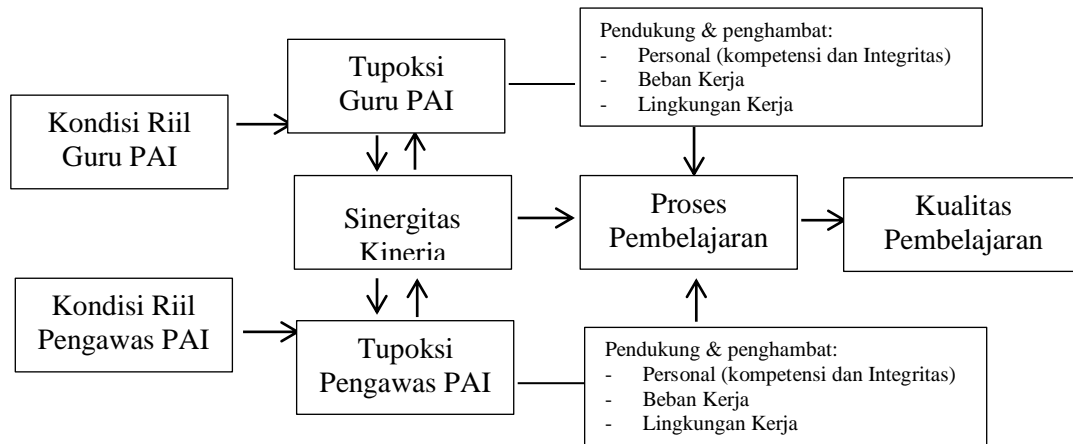 Kondisi Riil
Guru PAI
Tupoksi
Guru PAI
Pendukung & penghambat:
- Personal (kompetensi dan Integritas)
- Beban Kerja
- Lingkungan Kerja
Sinergitas
Kinerja
Proses
Pembelajaran
Kualitas
Pembelajaran
Kondisi Riil
Pengawas PAI
Tupoksi
Pengawas PAI
Pendukung & penghambat:
- Personal (kompetensi dan Integritas)
- Beban Kerja
- Lingkungan Kerja